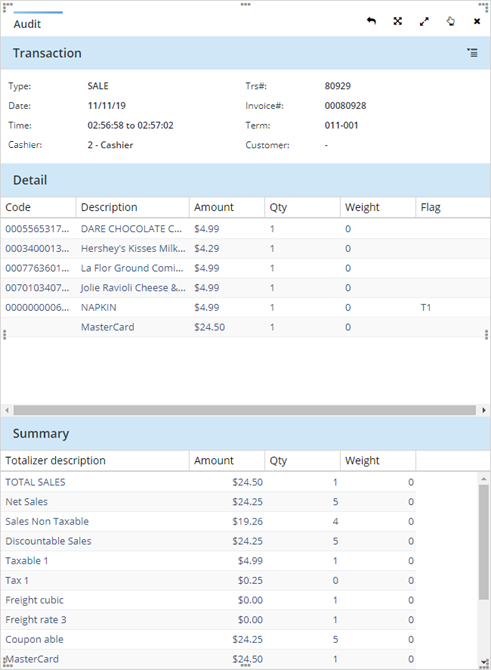 Audit
Transaction
Type: SALE Trs#: 80929
Date: 11/11/19 Invoice#: 00080928
Time: 02:56:58 to 02:57:02 Term: 011-001
Cashier: 2 - Cashier Customer: -
Detail
Code Description Amount Qty Weight Flag
0005565317... DARE CHOCOLATE C... $4.99 1 0
0003400013... Hershey's Kisses Milk... $4.29 1 0
0007763601... La Flor Ground Comi... $4.99 1 0
0070103407... Jolie Ravioli Cheese &... $4.99 1 0
0000000006... NAPKIN $4.99 1 0 T1
MasterCard $24.50 1 0
Summary
Totalizer description Amount Qty Weight
TOTAL SALES $24.50 1 0
Net Sales $24.25 5 0
Sales Non Taxable $19.26 4 0
Discountable Sales $24.25 5 0
Taxable 1 $4.99 1 0
Tax 1 $0.25 0 0
Freight cubic $0.00 1 0
Freight rate 3 $0.00 1 0
Coupon able $24.25 5 0
MasterCard $24.50 1 0